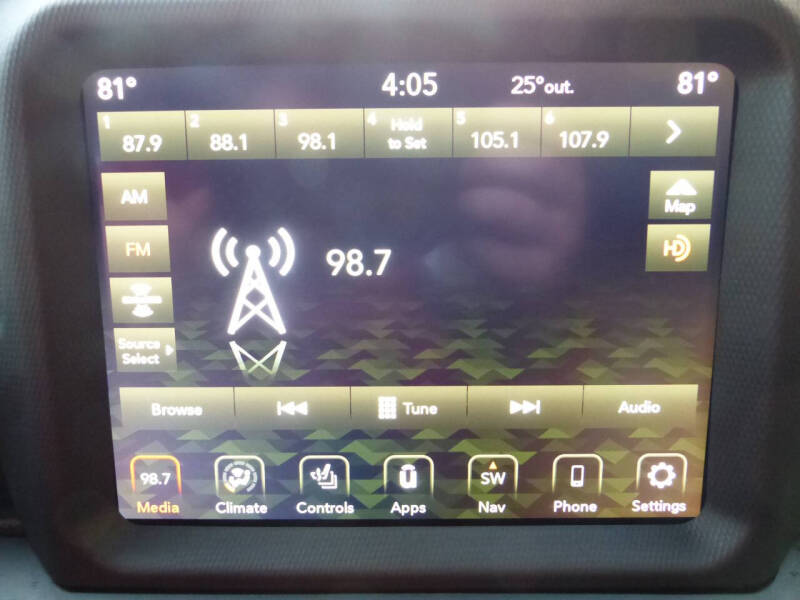 81° 4:05 25°out. 81°
1 87.9 2 88.1 3 98.1 4 Hold to Set 5 105.1 6 107.9
AM
Map
FM
HD
98.7
Source
Select
Browse Tune Audio
98.7 SW
Media Climate Controls Apps Nav Phone Settings